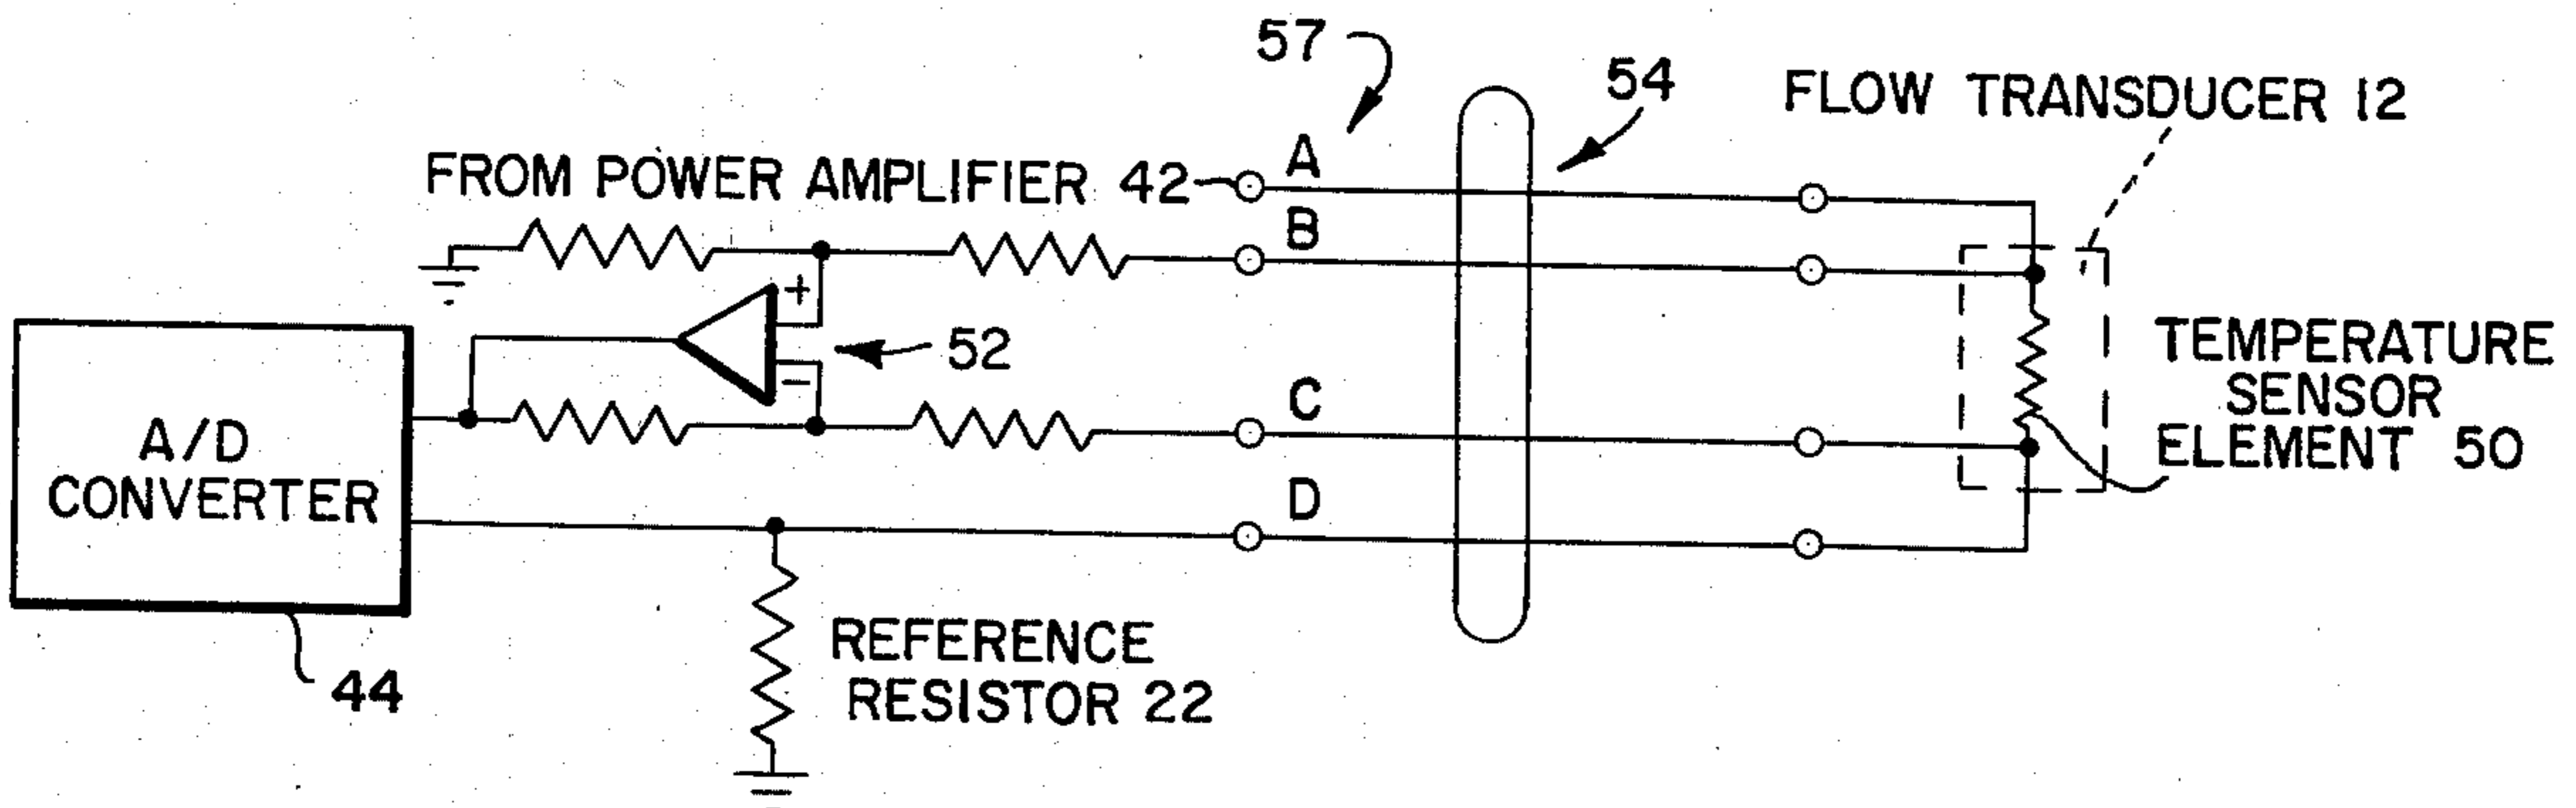 57
54
FLOW TRANSDUCER 12
FROM POWER AMPLIFIER 42
A
B
+
52
−
C
TEMPERATURE
SENSOR
ELEMENT 50
A/D
CONVERTER
D
REFERENCE
RESISTOR 22
44